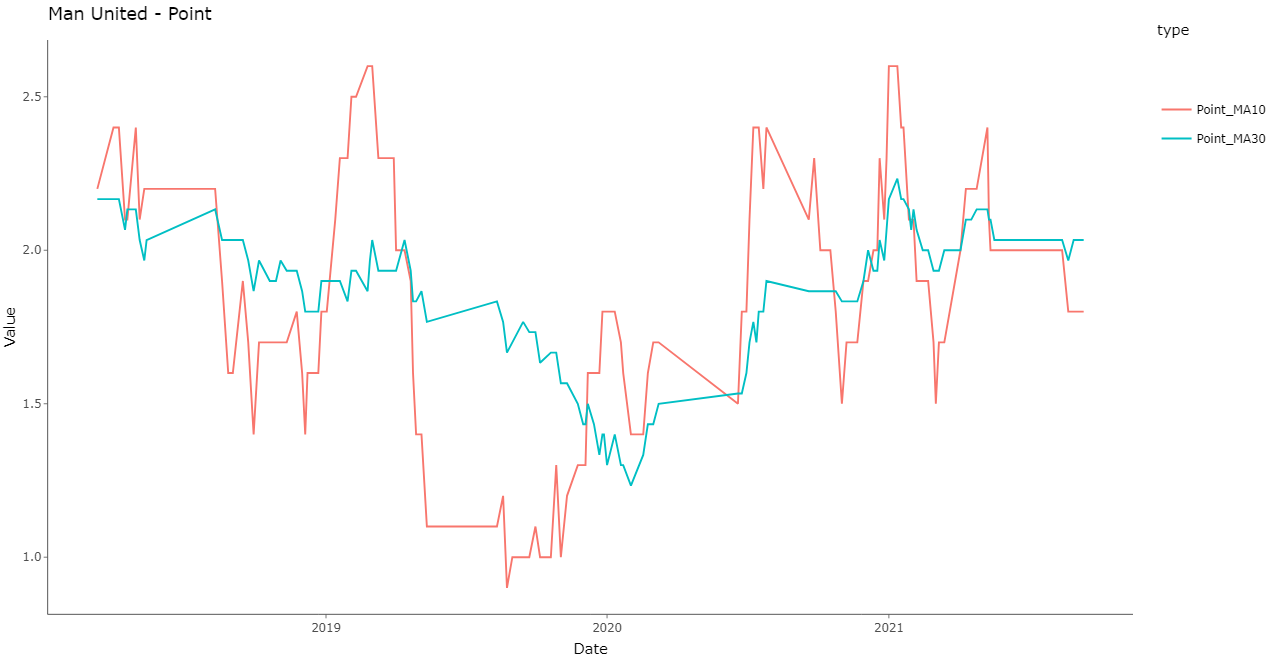 Man United - Point
type
Point_MA10
Point_MA30
Value
2.5
2.0
1.5
1.0
2019
2020
2021
Date